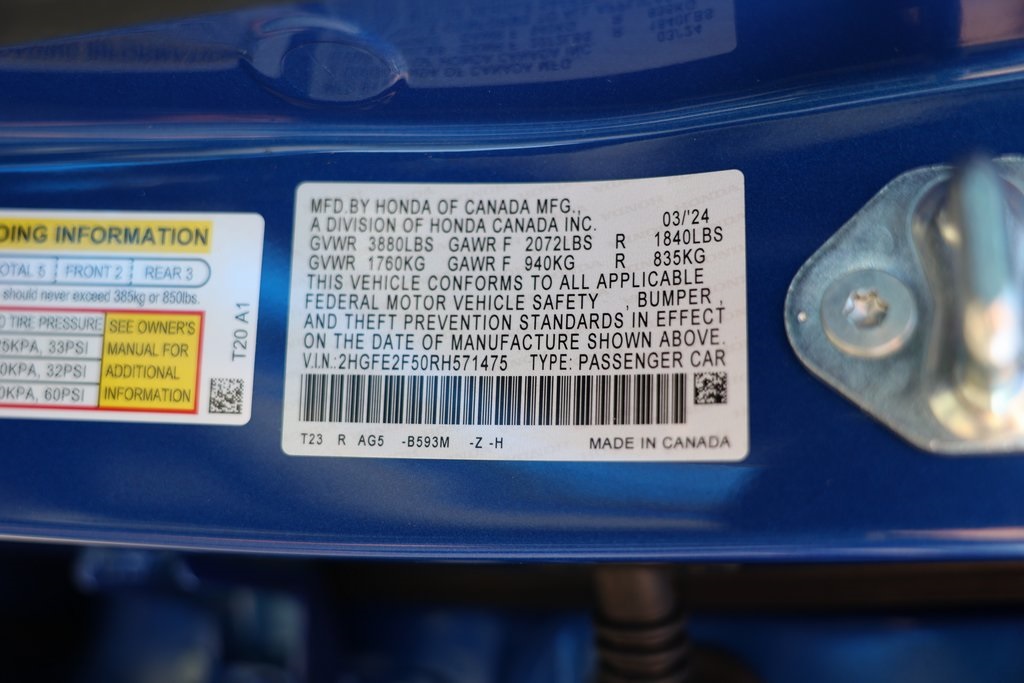 DING INFORMATION
OTAL 5 FRONT 2 REAR 3
should never exceed 385kg or 850lbs.
TIRE PRESSURE
5KPA, 33PSI
0KPA, 32PSI
0KPA, 60PSI
SEE OWNER'S
MANUAL FOR
ADDITIONAL
INFORMATION
T20 A1
MFD.BY HONDA OF CANADA MFG.,
A DIVISION OF HONDA CANADA INC. 03/'24
GVWR 3880LBS GAWR F 2072LBS R 1840LBS
GVWR 1760KG GAWR F 940KG R 835KG
THIS VEHICLE CONFORMS TO ALL APPLICABLE
FEDERAL MOTOR VEHICLE SAFETY , BUMPER ,
AND THEFT PREVENTION STANDARDS IN EFFECT
ON THE DATE OF MANUFACTURE SHOWN ABOVE.
V.I.N.:2HGFE2F50RH571475 TYPE: PASSENGER CAR
T23 R AG5 -B593M -Z -H MADE IN CANADA